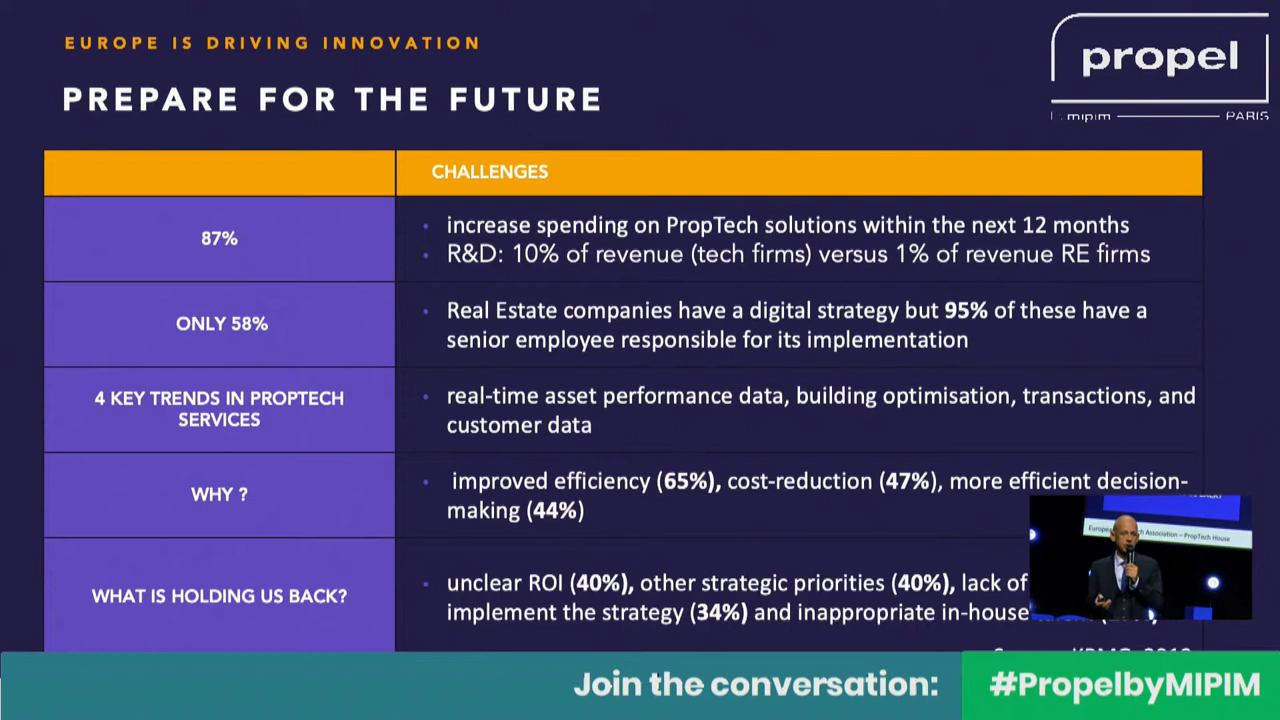 EUROPE IS DRIVING INNOVATION
PREPARE FOR THE FUTURE
propel
mipim
PARIS
CHALLENGES
87%
• increase spending on PropTech solutions within the next 12 months
• R&D: 10% of revenue (tech firms) versus 1% of revenue RE firms
ONLY 58%
• Real Estate companies have a digital strategy but 95% of these have a
senior employee responsible for its implementation
4 KEY TRENDS IN PROPTECH
SERVICES
• real-time asset performance data, building optimisation, transactions, and
customer data
WHY ?
• improved efficiency (65%), cost-reduction (47%), more efficient decision-
making (44%)
WHAT IS HOLDING US BACK?
• unclear ROI (40%), other strategic priorities (40%), lack of
implement the strategy (34%) and inappropriate in-house
Association – PropTech House
Join the conversation:
#PropelbyMIPIM